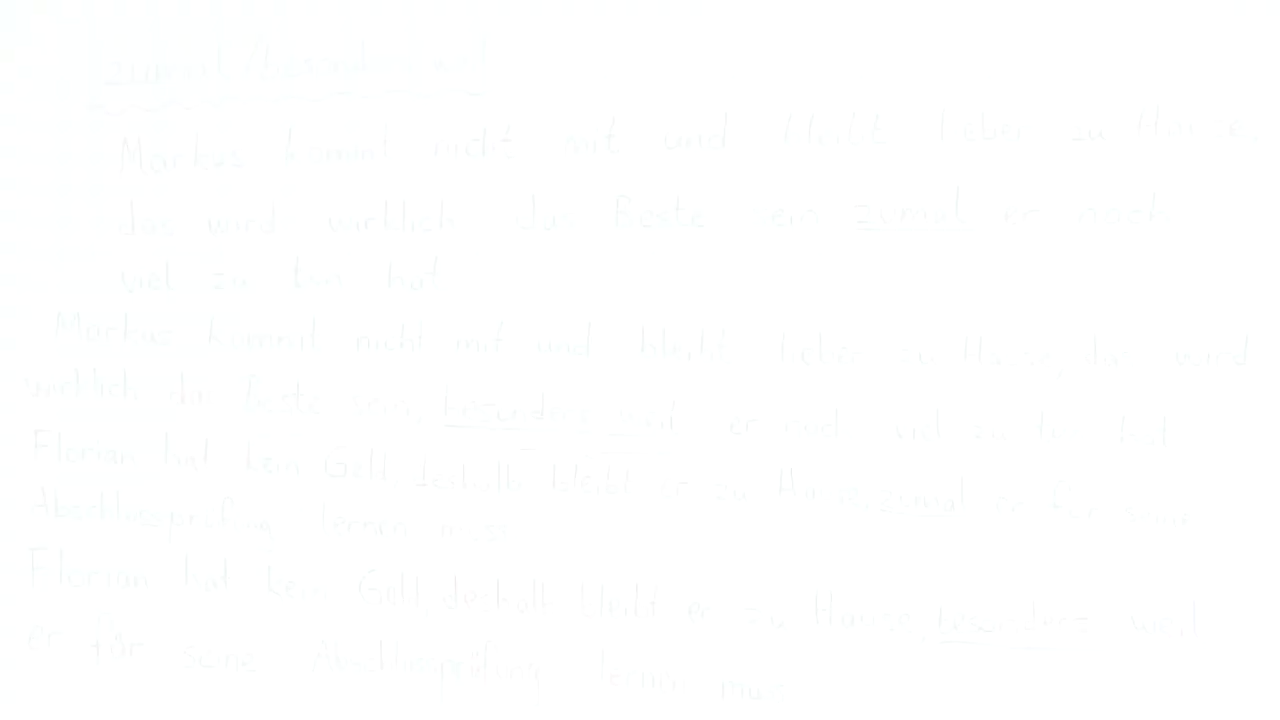 zumal / besonders weil
Markus kommt nicht mit und bleibt lieber zu Hause,
das wird wirklich das Beste sein zumal er noch
viel zu tun hat
Markus kommt nicht mit und bleibt lieber zu Hause, das wird
wirklich das Beste sein, besonders weil er noch viel zu tun hat
Florian hat kein Geld, deshalb bleibt er zu Hause, zumal er für seine
Abschlussprüfung lernen muss
Florian hat kein Geld, deshalb bleibt er zu Hause, besonders weil
er für seine Abschlussprüfung lernen muss